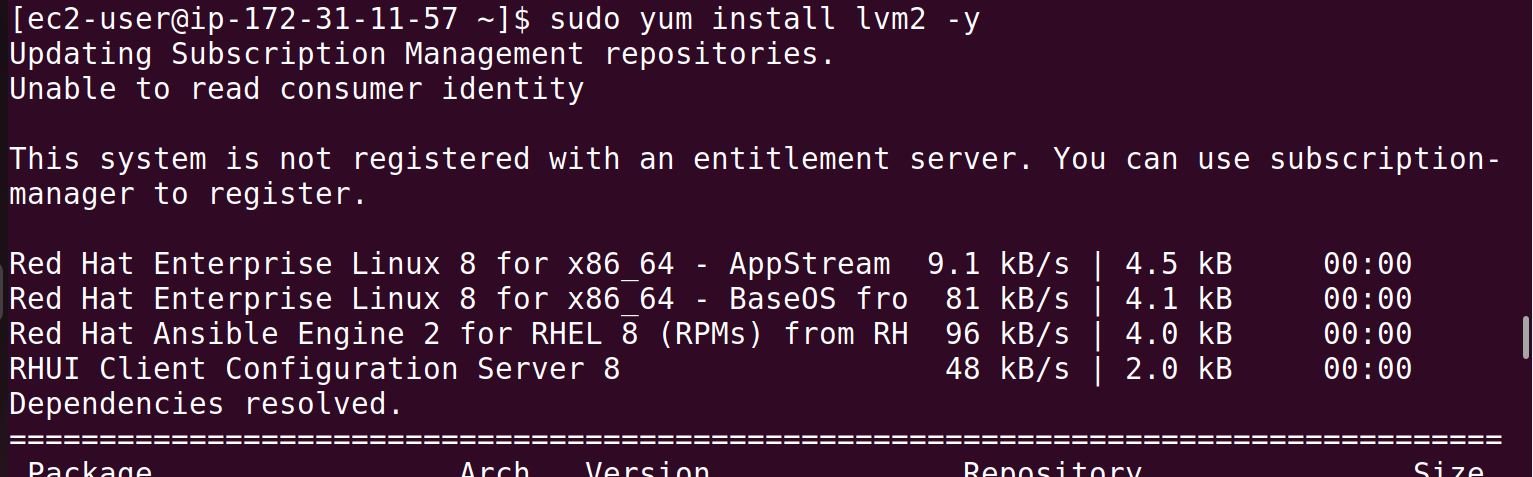 [ec2-user@ip-172-31-11-57 ~]$ sudo yum install lvm2 -y
Updating Subscription Management repositories.
Unable to read consumer identity
This system is not registered with an entitlement server. You can use subscription-
manager to register.
Red Hat Enterprise Linux 8 for x86_64 - AppStream  9.1 kB/s | 4.5 kB     00:00
Red Hat Enterprise Linux 8 for x86_64 - BaseOS fro  81 kB/s | 4.1 kB     00:00
Red Hat Ansible Engine 2 for RHEL 8 (RPMs) from RH  96 kB/s | 4.0 kB     00:00
RHUI Client Configuration Server 8                  48 kB/s | 2.0 kB     00:00
Dependencies resolved.
===================================================================================
 Package                 Arch   Version              Repository               Size